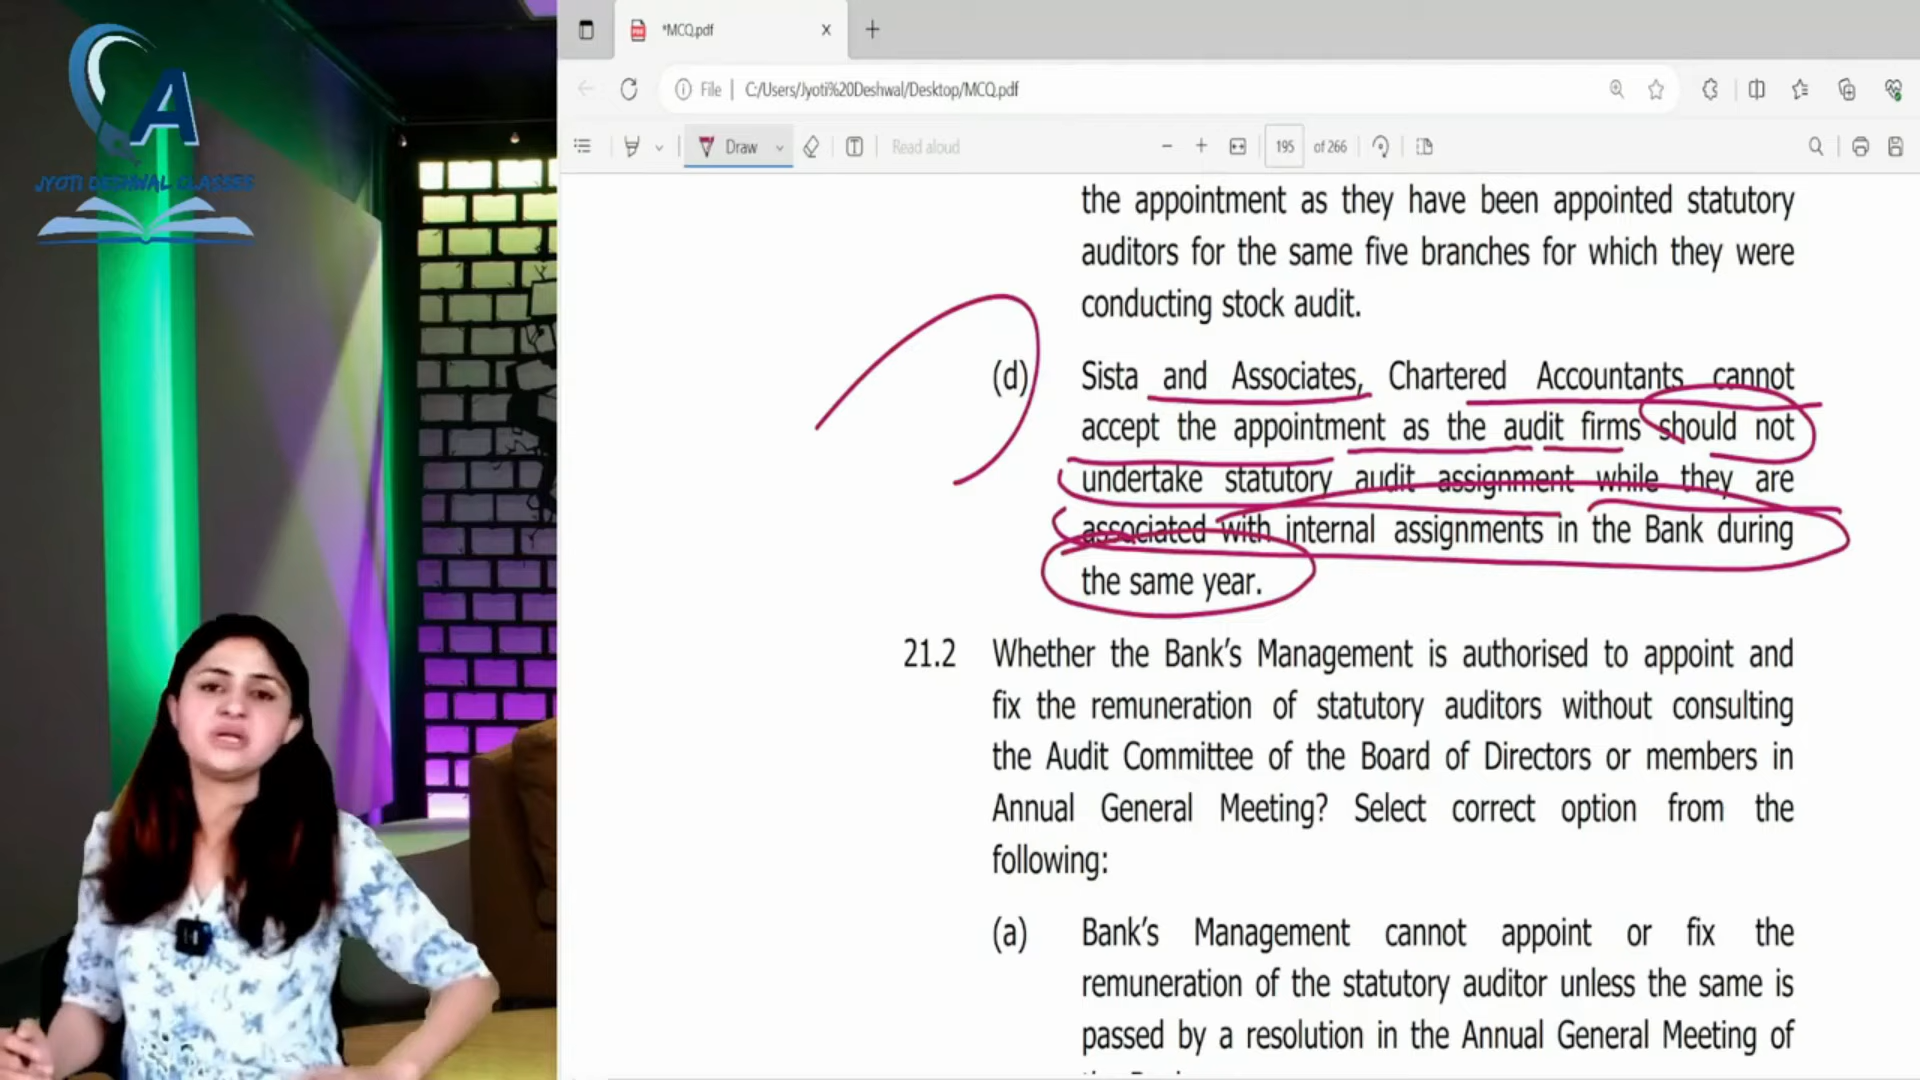 A
JYOTI DESHWAL CLASSES
*MCQ.pdf
File
C:/Users/Jyoti%20Deshwal/Desktop/MCQ.pdf
Draw
Read aloud
195 of 266
the appointment as they have been appointed statutory
auditors for the same five branches for which they were
conducting stock audit.
(d) Sista and Associates, Chartered Accountants cannot
accept the appointment as the audit firms should not
undertake statutory audit assignment while they are
associated with internal assignments in the Bank during
the same year.
21.2 Whether the Bank's Management is authorised to appoint and
fix the remuneration of statutory auditors without consulting
the Audit Committee of the Board of Directors or members in
Annual General Meeting? Select correct option from the
following:
(a) Bank's Management cannot appoint or fix the
remuneration of the statutory auditor unless the same is
passed by a resolution in the Annual General Meeting of